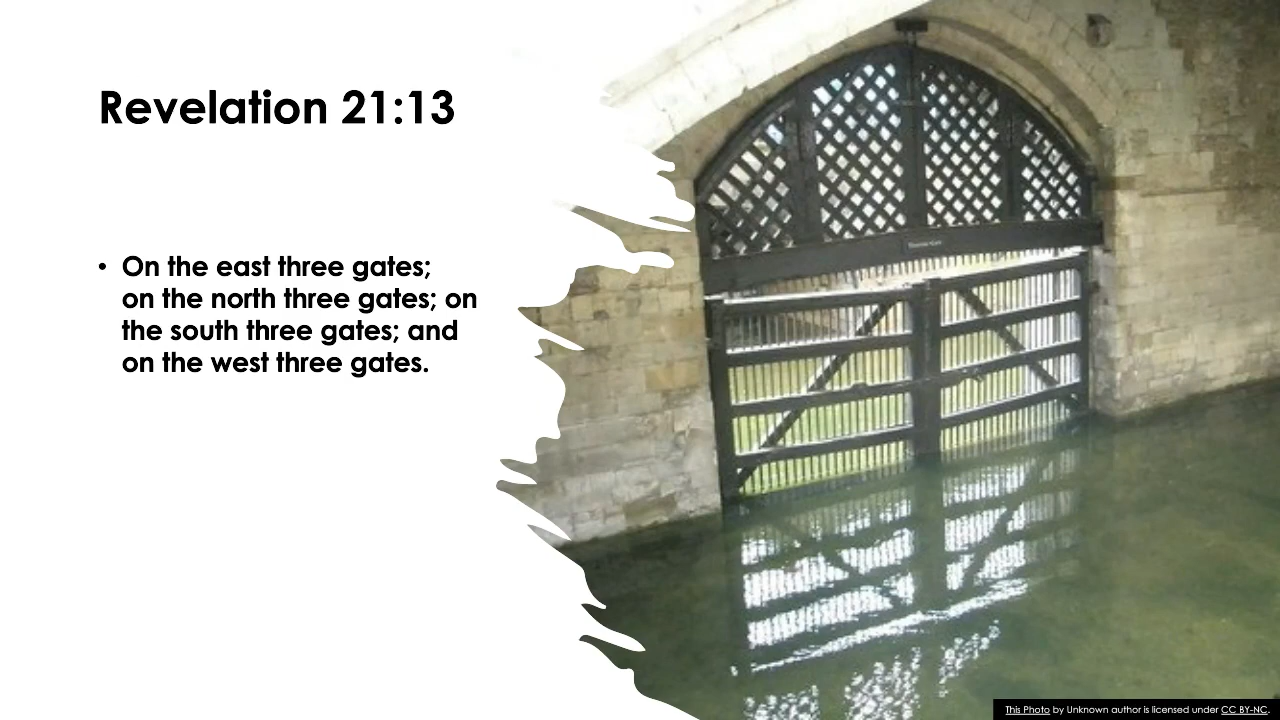 Revelation 21:13
• On the east three gates;
on the north three gates; on
the south three gates; and
on the west three gates.
This Photo by Unknown author is licensed under CC BY-NC.